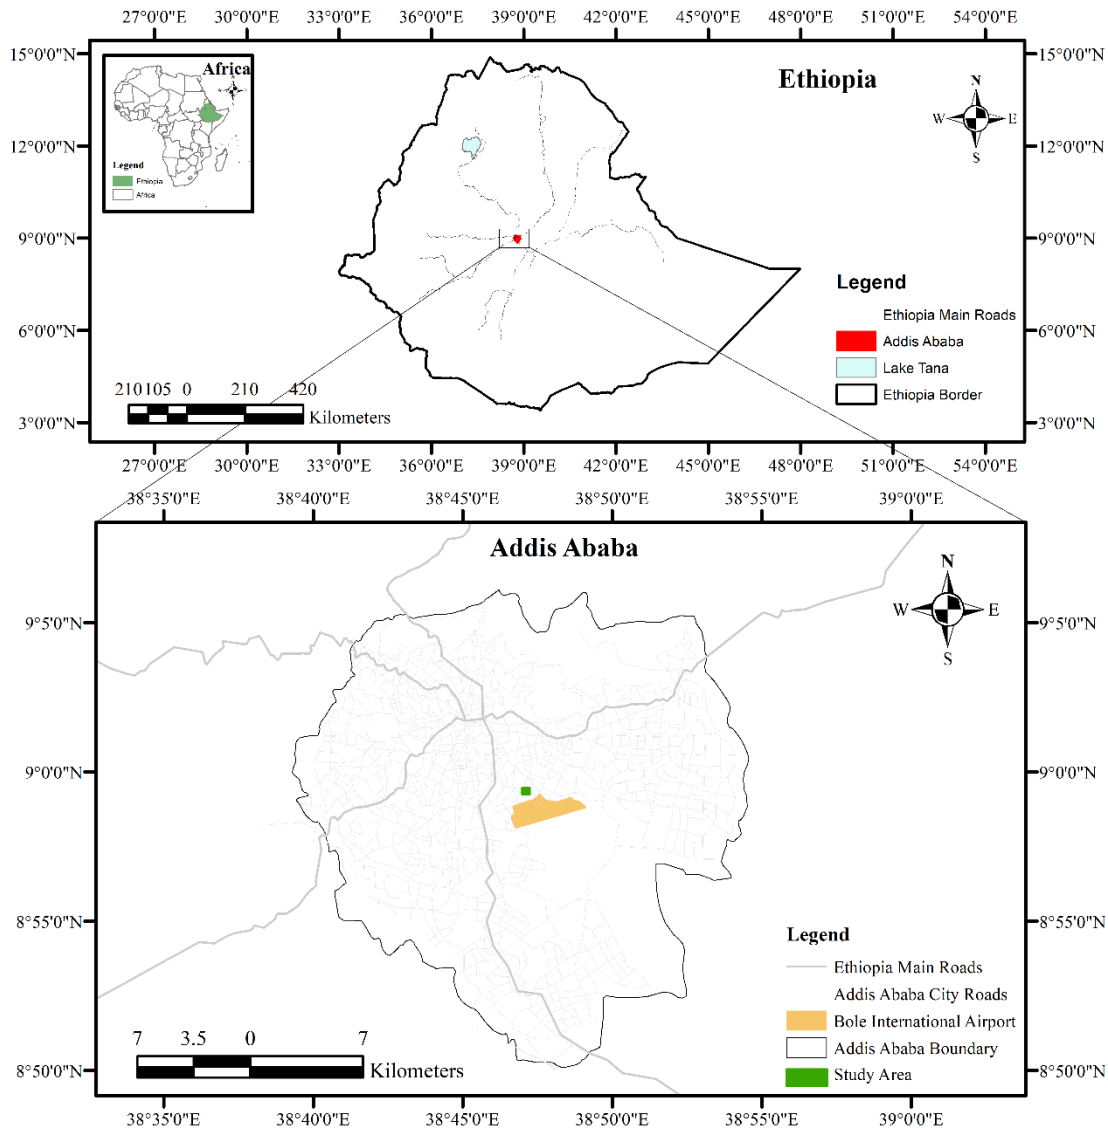 27°0'0"E 30°0'0"E 33°0'0"E 36°0'0"E 39°0'0"E 42°0'0"E 45°0'0"E 48°0'0"E 51°0'0"E 54°0'0"E
15°0'0"N 15°0'0"N
Africa
Ethiopia
N
W E
S
Legend
Ethiopia
Africa
12°0'0"N 12°0'0"N
9°0'0"N 9°0'0"N
Legend
Ethiopia Main Roads
Addis Ababa
Lake Tana
Ethiopia Border
6°0'0"N 6°0'0"N
210 105 0 210 420
Kilometers
3°0'0"N 3°0'0"N
27°0'0"E 30°0'0"E 33°0'0"E 36°0'0"E 39°0'0"E 42°0'0"E 45°0'0"E 48°0'0"E 51°0'0"E 54°0'0"E
38°35'0"E 38°40'0"E 38°45'0"E 38°50'0"E 38°55'0"E 39°0'0"E
Addis Ababa
N
W E
S
9°5'0"N 9°5'0"N
9°0'0"N 9°0'0"N
8°55'0"N 8°55'0"N
Legend
Ethiopia Main Roads
Addis Ababa City Roads
Bole International Airport
Addis Ababa Boundary
Study Area
7 3.5 0 7
Kilometers
8°50'0"N 8°50'0"N
38°35'0"E 38°40'0"E 38°45'0"E 38°50'0"E 38°55'0"E 39°0'0"E